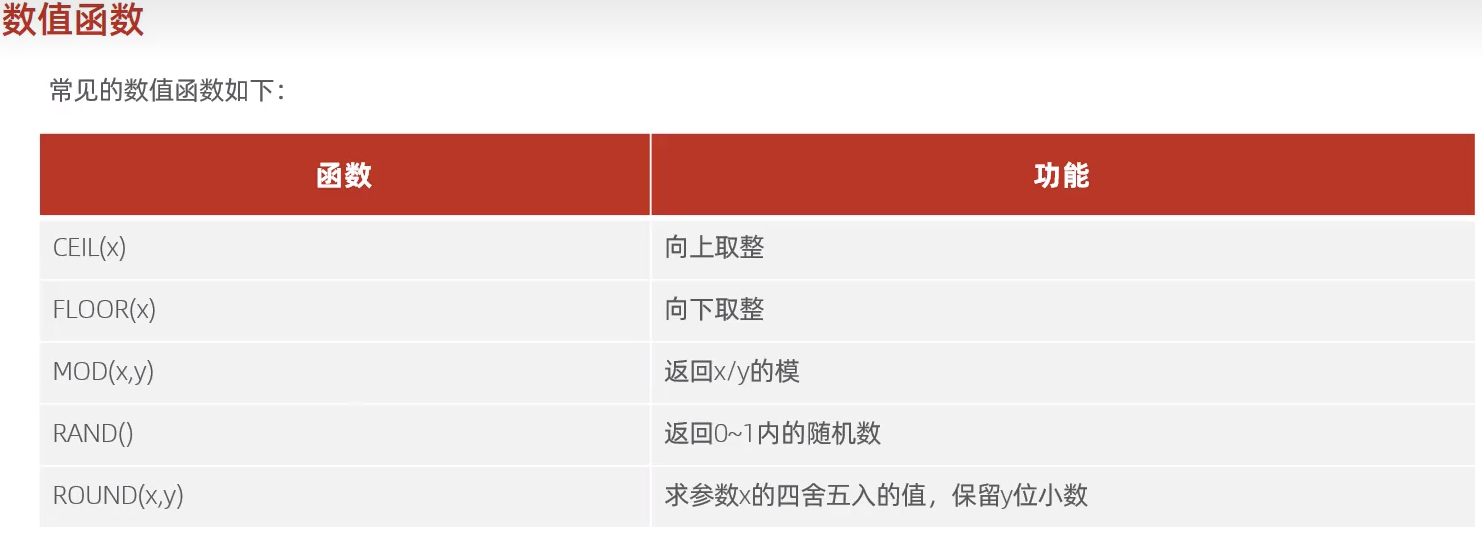 数值函数
常见的数值函数如下：
函数 功能
CEIL(x) 向上取整
FLOOR(x) 向下取整
MOD(x,y) 返回x/y的模
RAND() 返回0~1内的随机数
ROUND(x,y) 求参数x的四舍五入的值，保留y位小数